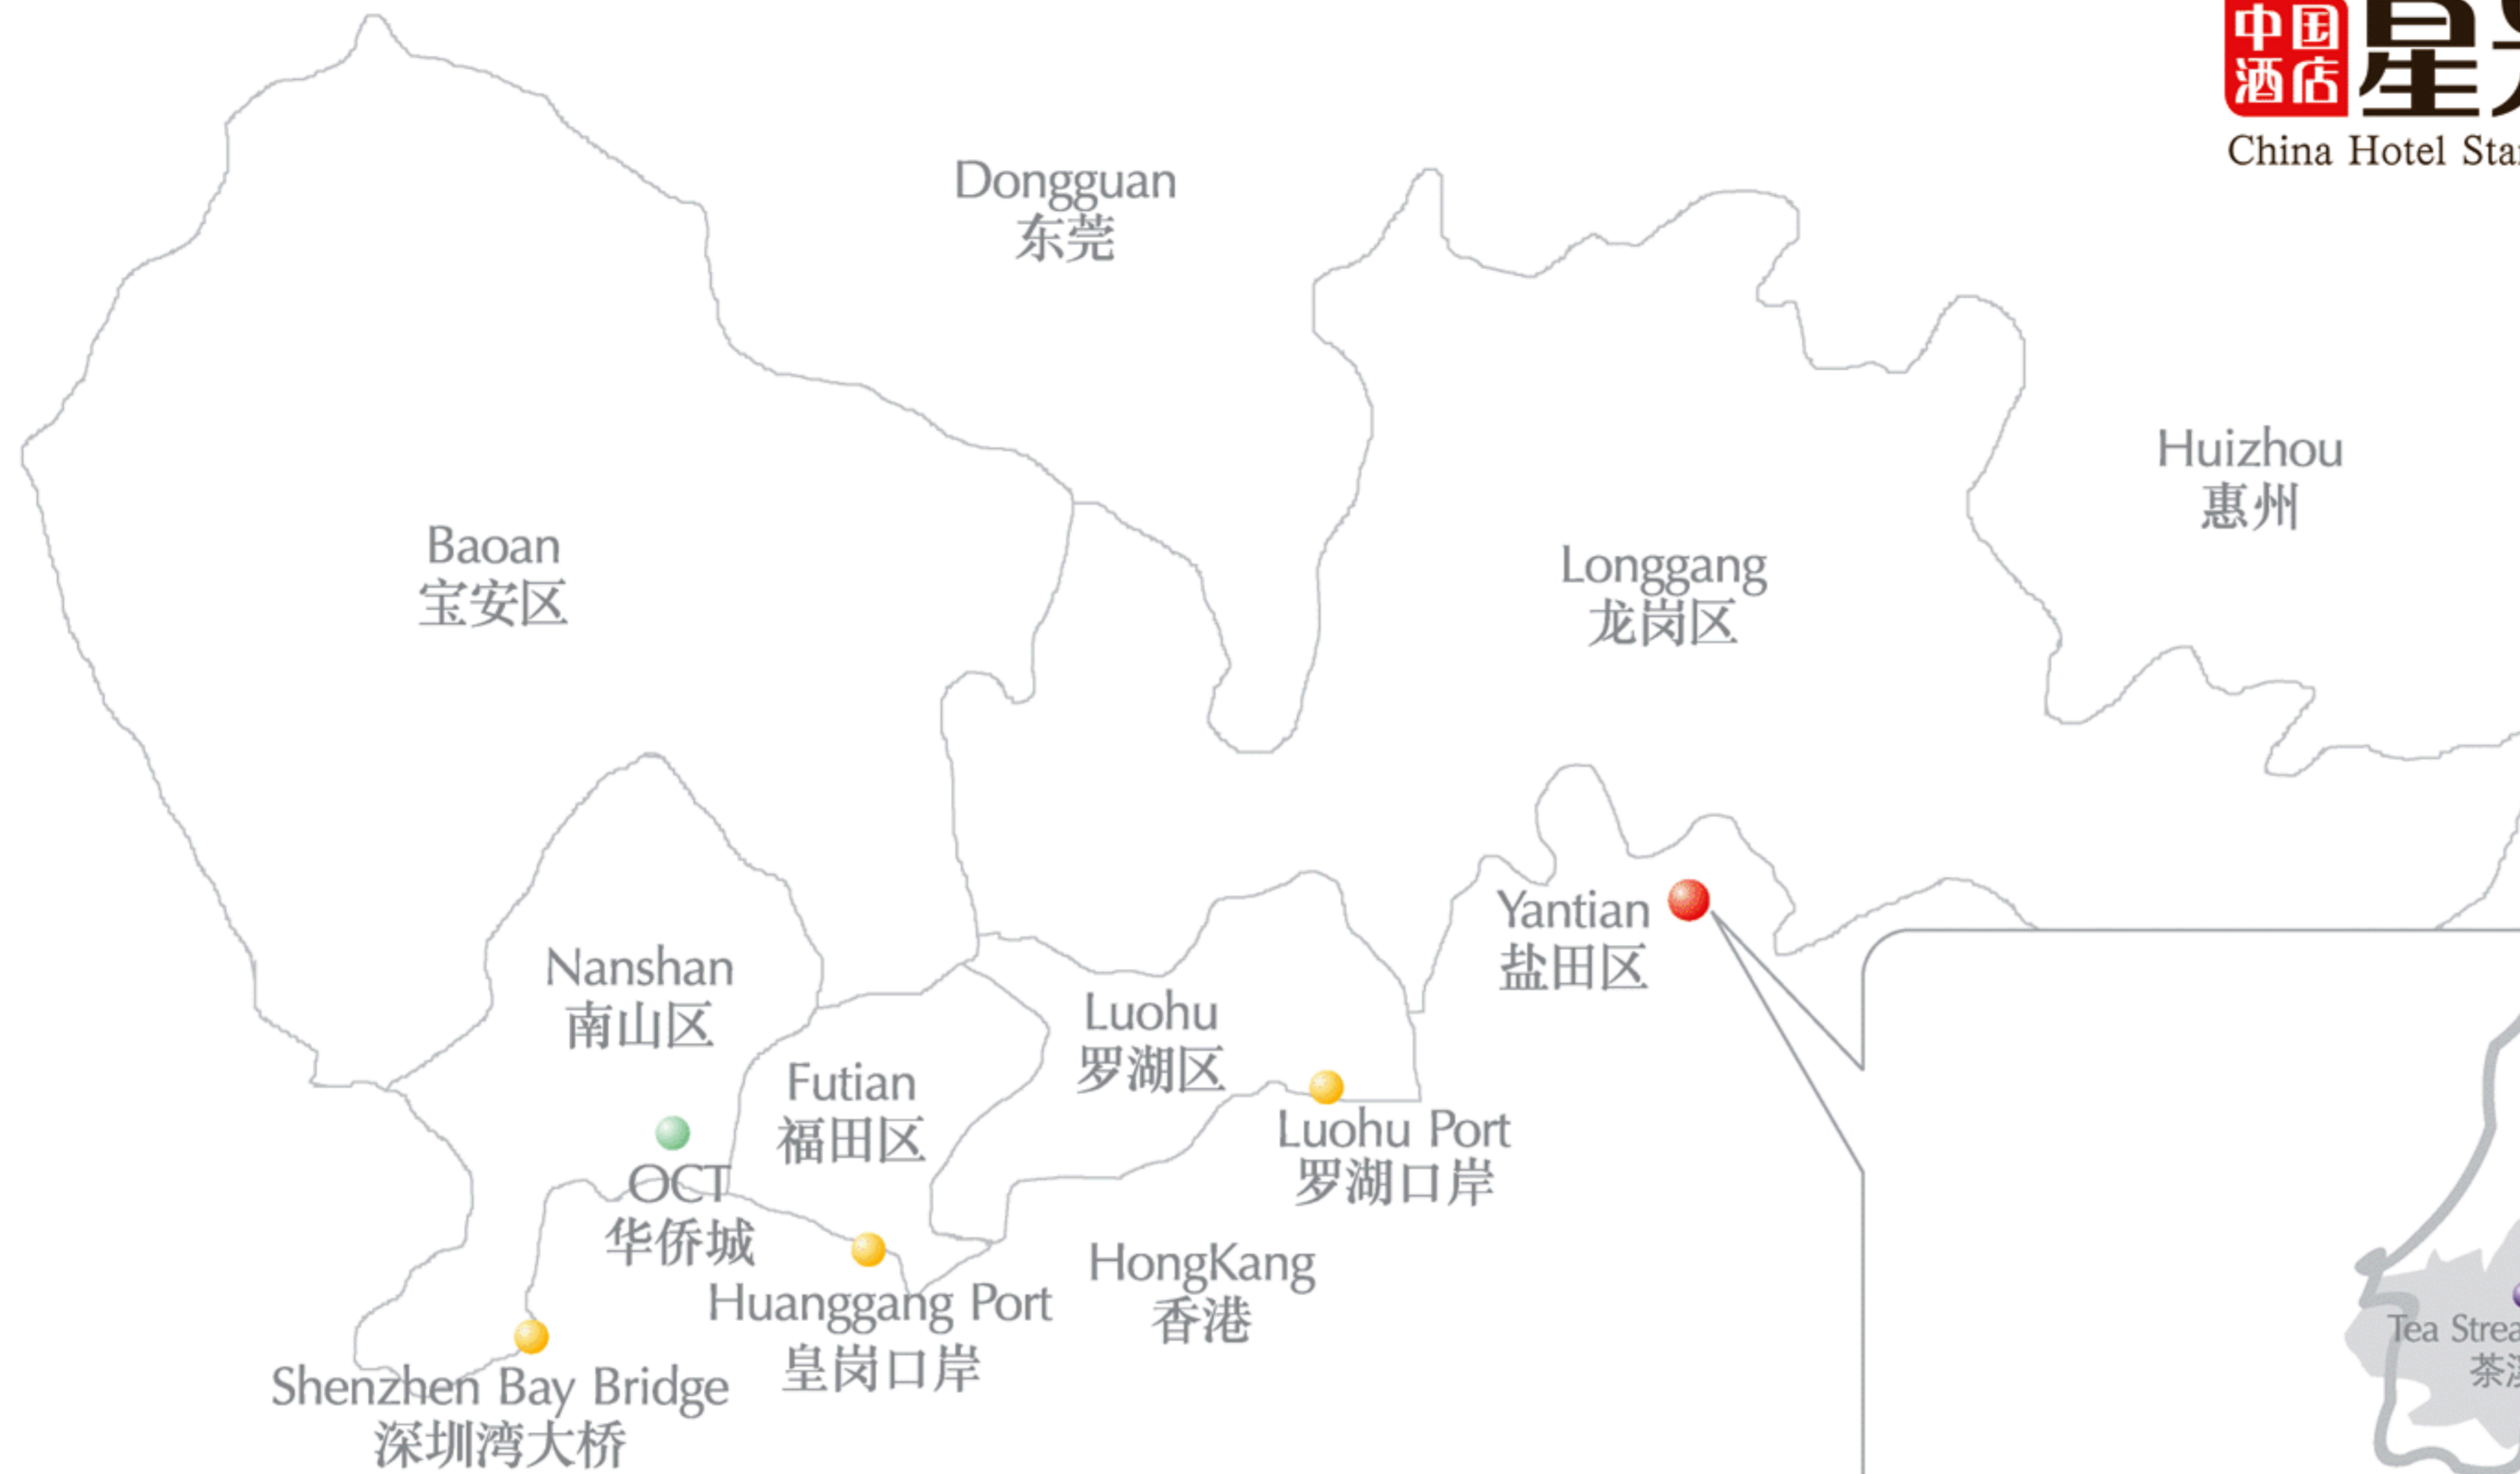 中国
酒店
星
China Hotel
Dongguan
东莞
Huizhou
惠州
Baoan
宝安区
Longgang
龙岗区
Yantian
盐田区
Nanshan
南山区
Luohu
罗湖区
Futian
福田区
Luohu Port
罗湖口岸
OCT
华侨城
HongKang
香港
Huanggang Port
皇岗口岸
Shenzhen Bay Bridge
深圳湾大桥
Tea
茶